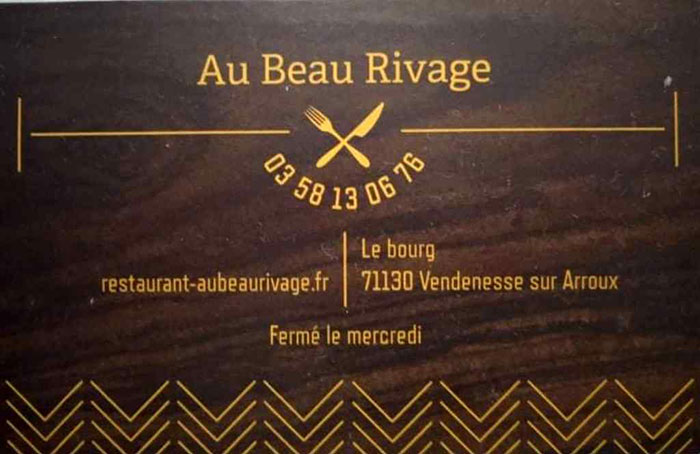 Au Beau Rivage
03 58 13 06 76
restaurant-aubeaurivage.fr
Le bourg
71130 Vendenesse sur Arroux
Fermé le mercredi